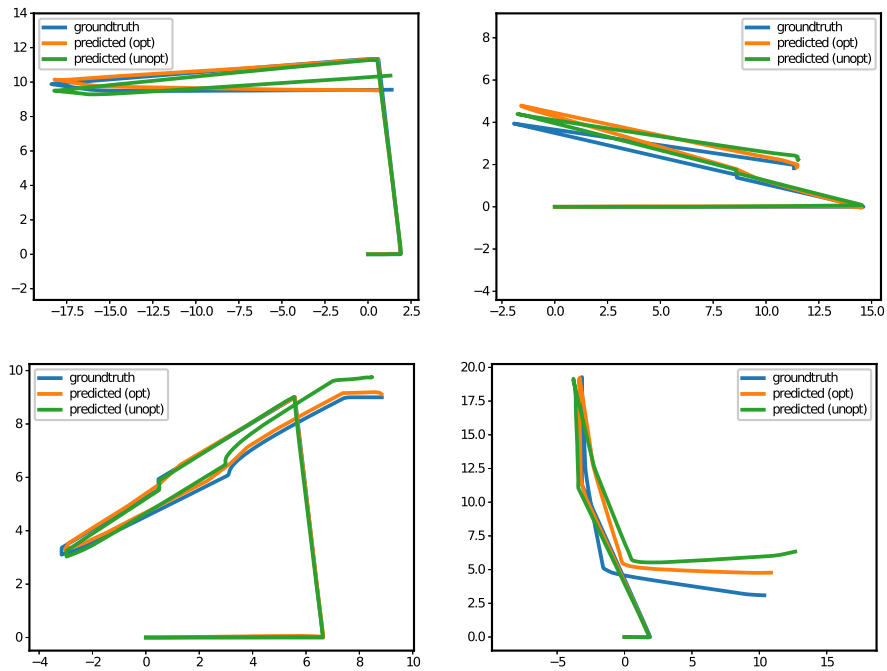 14
12
10
8
6
4
2
0
−2
−17.5 −15.0 −12.5 −10.0 −7.5 −5.0 −2.5 0.0 2.5
groundtruth
predicted (opt)
predicted (unopt)
8
6
4
2
0
−2
−4
−2.5 0.0 2.5 5.0 7.5 10.0 12.5 15.0
groundtruth
predicted (opt)
predicted (unopt)
10
8
6
4
2
0
−4 −2 0 2 4 6 8 10
groundtruth
predicted (opt)
predicted (unopt)
20.0
17.5
15.0
12.5
10.0
7.5
5.0
2.5
0.0
−5 0 5 10 15
groundtruth
predicted (opt)
predicted (unopt)